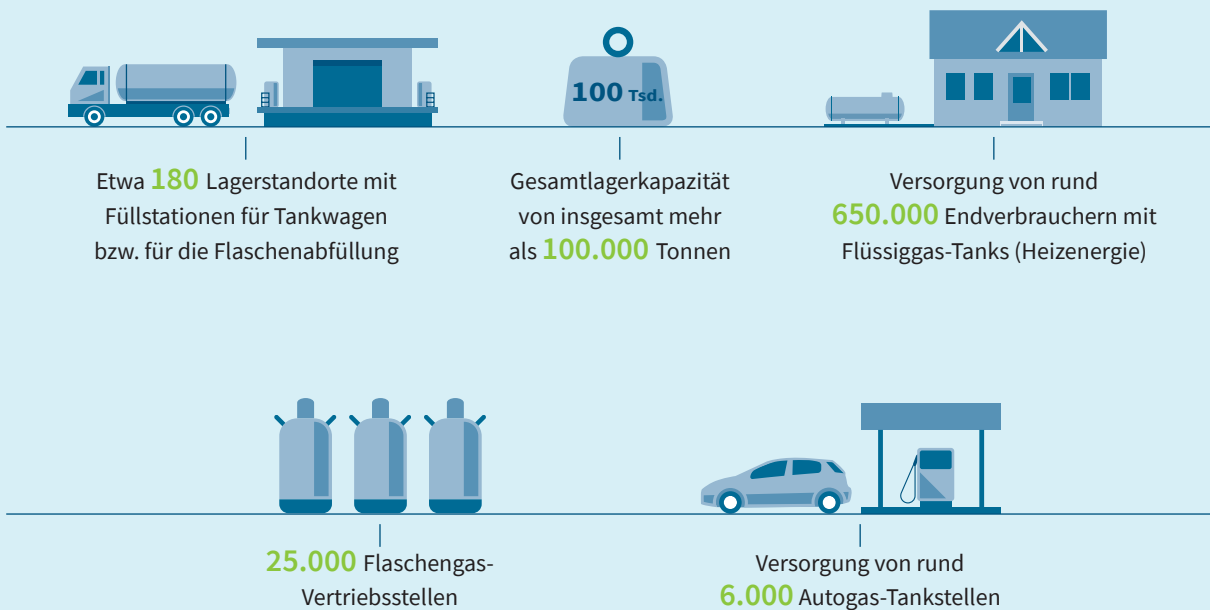 100 Tsd.
Etwa 180 Lagerstandorte mit
Füllstationen für Tankwagen
bzw. für die Flaschenabfüllung
Gesamtlagerkapazität
von insgesamt mehr
als 100.000 Tonnen
Versorgung von rund
650.000 Endverbrauchern mit
Flüssiggas-Tanks (Heizenergie)
25.000 Flaschengas-
Vertriebsstellen
Versorgung von rund
6.000 Autogas-Tankstellen